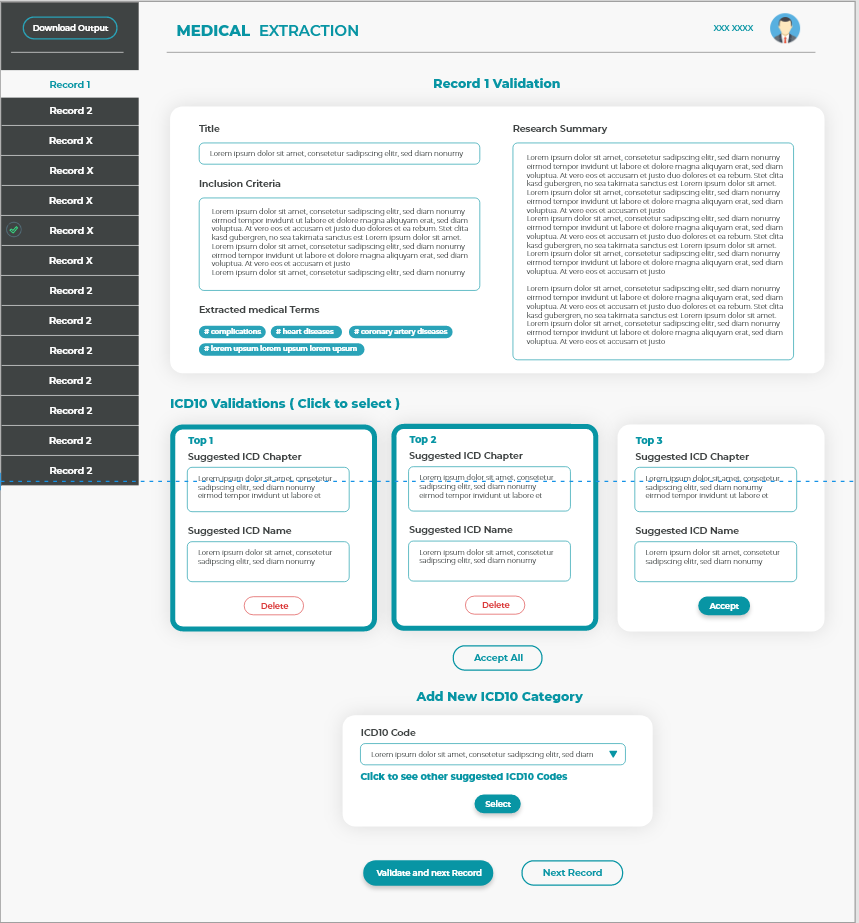 Download Output
MEDICAL EXTRACTION
XXX XXXX
Record 1
Record 2
Record X
Record X
Record X
Record X
Record X
Record 2
Record 2
Record 2
Record 2
Record 2
Record 2
Record 2
Record 1 Validation
Title
Lorem ipsum dolor sit amet, consetetur sadipscing elitr, sed diam nonumy
Inclusion Criteria
Lorem ipsum dolor sit amet, consetetur sadipscing elitr, sed diam nonumy
eirmod tempor invidunt ut labore et dolore magna aliquyam erat, sed diam
voluptua. At vero eos et accusam et justo duo dolores et ea rebum. Stet clita
kasd gubergren, no sea takimata sanctus est Lorem ipsum dolor sit amet.
Lorem ipsum dolor sit amet, consetetur sadipscing elitr, sed diam nonumy
eirmod tempor invidunt ut labore et dolore magna aliquyam erat, sed diam
voluptua. At vero eos et accusam et justo
Lorem ipsum dolor sit amet, consetetur sadipscing elitr, sed diam nonumy
Extracted medical Terms
# complications
# heart diseases
# coronary artery diseases
# lorem upsum lorem upsum lorem upsum
Research Summary
Lorem ipsum dolor sit amet, consetetur sadipscing elitr, sed diam nonumy
eirmod tempor invidunt ut labore et dolore magna aliquyam erat, sed diam
voluptua. At vero eos et accusam et justo duo dolores et ea rebum. Stet clita
kasd gubergren, no sea takimata sanctus est Lorem ipsum dolor sit amet.
Lorem ipsum dolor sit amet, consetetur sadipscing elitr, sed diam nonumy
eirmod tempor invidunt ut labore et dolore magna aliquyam erat, sed diam
voluptua. At vero eos et accusam et justo
Lorem ipsum dolor sit amet, consetetur sadipscing elitr, sed diam nonumy
eirmod tempor invidunt ut labore et dolore magna aliquyam erat, sed diam
voluptua. At vero eos et accusam et justo duo dolores et ea rebum. Stet clita
kasd gubergren, no sea takimata sanctus est Lorem ipsum dolor sit amet.
Lorem ipsum dolor sit amet, consetetur sadipscing elitr, sed diam nonumy
eirmod tempor invidunt ut labore et dolore magna aliquyam erat, sed diam
voluptua. At vero eos et accusam et justo
Lorem ipsum dolor sit amet, consetetur sadipscing elitr, sed diam nonumy
eirmod tempor invidunt ut labore et dolore magna aliquyam erat, sed diam
voluptua. At vero eos et accusam et justo duo dolores et ea rebum. Stet clita
kasd gubergren, no sea takimata sanctus est Lorem ipsum dolor sit amet.
Lorem ipsum dolor sit amet, consetetur sadipscing elitr, sed diam nonumy
eirmod tempor invidunt ut labore et dolore magna aliquyam erat, sed diam
voluptua. At vero eos et accusam et justo
ICD10 Validations ( Click to select )
Top 1
Suggested ICD Chapter
Lorem ipsum dolor sit amet, consetetur
sadipscing elitr, sed diam nonumy
eirmod tempor invidunt ut labore et
Suggested ICD Name
Lorem ipsum dolor sit amet, consetetur
sadipscing elitr, sed diam nonumy
Delete
Top 2
Suggested ICD Chapter
Lorem ipsum dolor sit amet, consetetur
sadipscing elitr, sed diam nonumy
eirmod tempor invidunt ut labore et
Suggested ICD Name
Lorem ipsum dolor sit amet, consetetur
sadipscing elitr, sed diam nonumy
Delete
Top 3
Suggested ICD Chapter
Lorem ipsum dolor sit amet, consetetur
sadipscing elitr, sed diam nonumy
eirmod tempor invidunt ut labore et
Suggested ICD Name
Lorem ipsum dolor sit amet, consetetur
sadipscing elitr, sed diam nonumy
Accept
Accept All
Add New ICD10 Category
ICD10 Code
Lorem ipsum dolor sit amet, consetetur sadipscing elitr, sed diam
Click to see other suggested ICD10 Codes
Select
Validate and next Record
Next Record